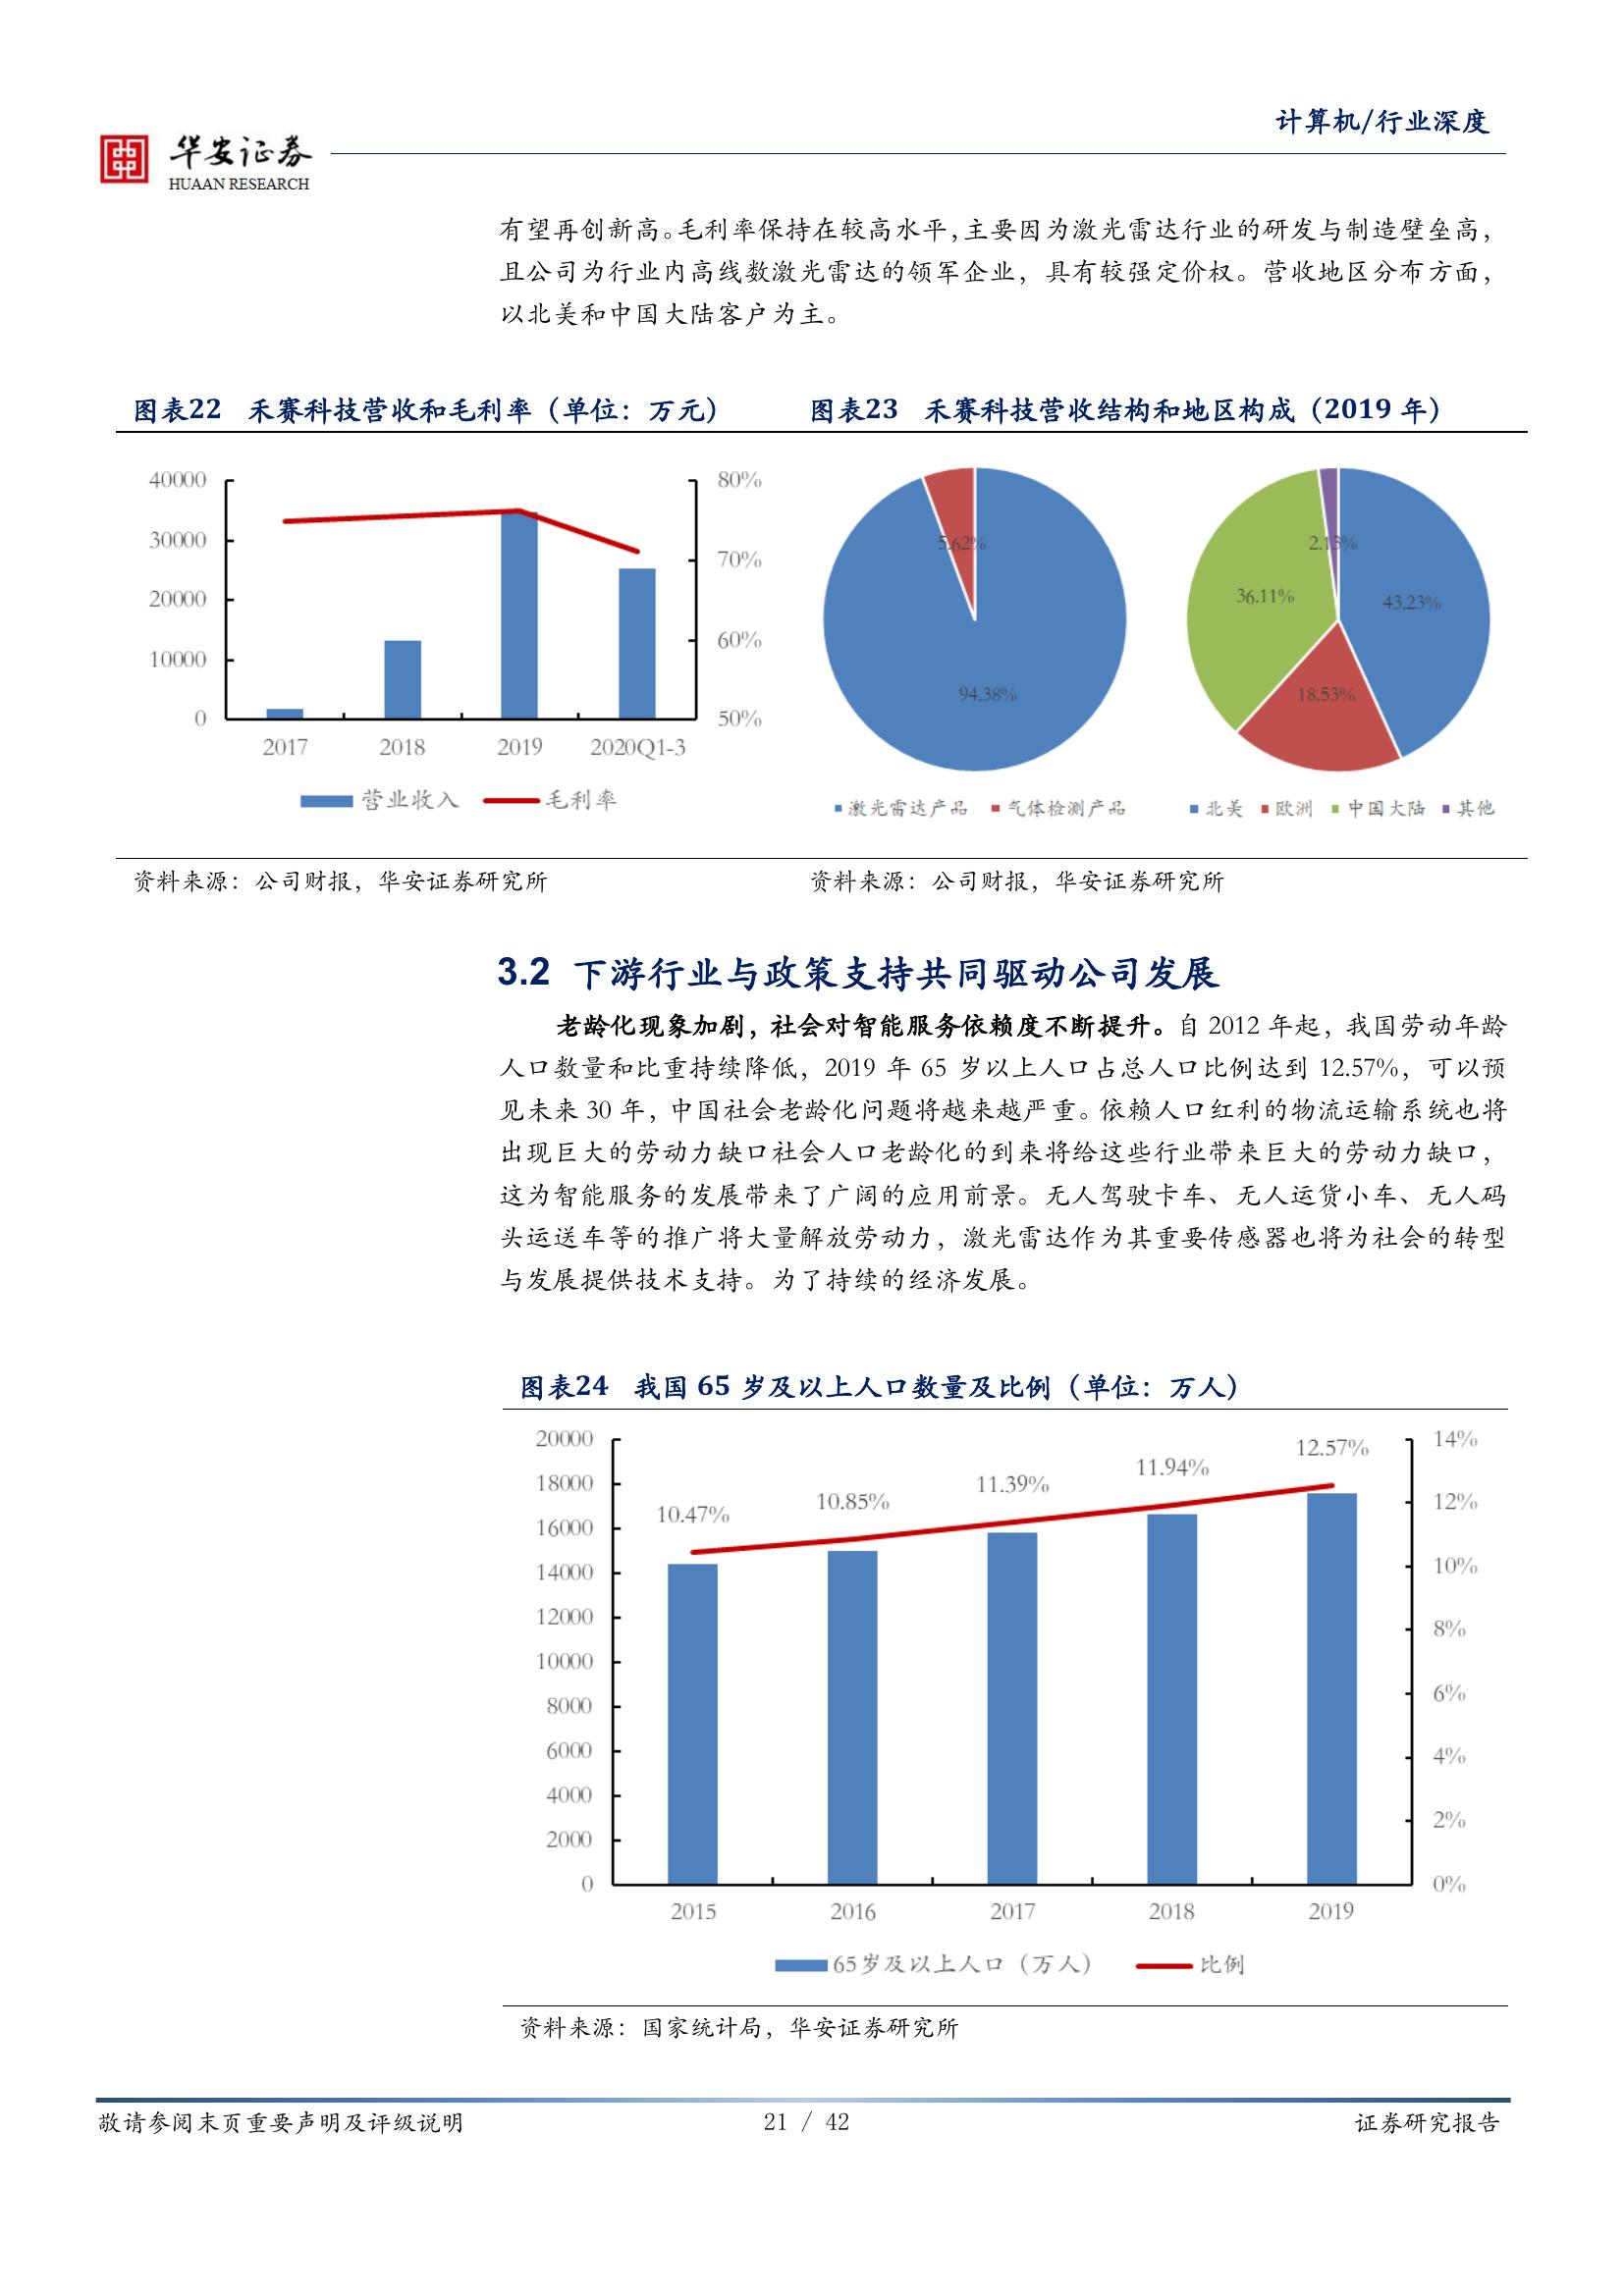 计算机/行业深度
华安证券
HUAAN RESEARCH
有望再创新高。毛利率保持在较高水平，主要因为激光雷达行业的研发与制造壁垒高，
且公司为行业内高线数激光雷达的领军企业，具有较强定价权。营收地区分布方面，
以北美和中国大陆客户为主。
图表22 禾赛科技营收和毛利率（单位：万元）
40000
30000
20000
10000
0
80%
70%
60%
50%
2017 2018 2019 2020Q1-3
营业收入 毛利率
资料来源：公司财报，华安证券研究所
图表23 禾赛科技营收结构和地区构成（2019 年）
5.62%
94.38%
激光雷达产品 气体检测产品
2.13%
36.11%
43.23%
18.53%
北美 欧洲 中国大陆 其他
资料来源：公司财报，华安证券研究所
3.2 下游行业与政策支持共同驱动公司发展
老龄化现象加剧，社会对智能服务依赖度不断提升。自 2012 年起，我国劳动年龄
人口数量和比重持续降低，2019 年 65 岁以上人口占总人口比例达到 12.57%，可以预
见未来 30 年，中国社会老龄化问题将越来越严重。依赖人口红利的物流运输系统也将
出现巨大的劳动力缺口社会人口老龄化的到来将给这些行业带来巨大的劳动力缺口，
这为智能服务的发展带来了广阔的应用前景。无人驾驶卡车、无人运货小车、无人码
头运送车等的推广将大量解放劳动力，激光雷达作为其重要传感器也将为社会的转型
与发展提供技术支持。为了持续的经济发展。
图表24 我国 65 岁及以上人口数量及比例（单位：万人）
20000
18000
16000
14000
12000
10000
8000
6000
4000
2000
0
10.47%
10.85%
11.39%
11.94%
12.57%
14%
12%
10%
8%
6%
4%
2%
0%
2015 2016 2017 2018 2019
65岁及以上人口（万人） 比例
资料来源：国家统计局，华安证券研究所
敬请参阅末页重要声明及评级说明
21 / 42
证券研究报告